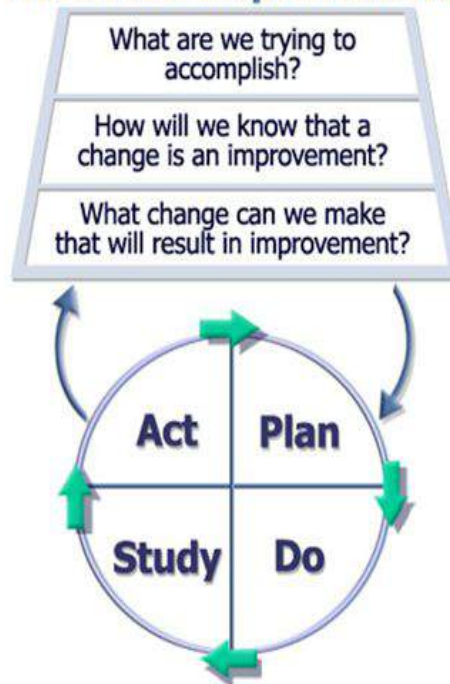 What are we trying to
accomplish?
How will we know that a
change is an improvement?
What change can we make
that will result in improvement?
Act Plan
Study Do